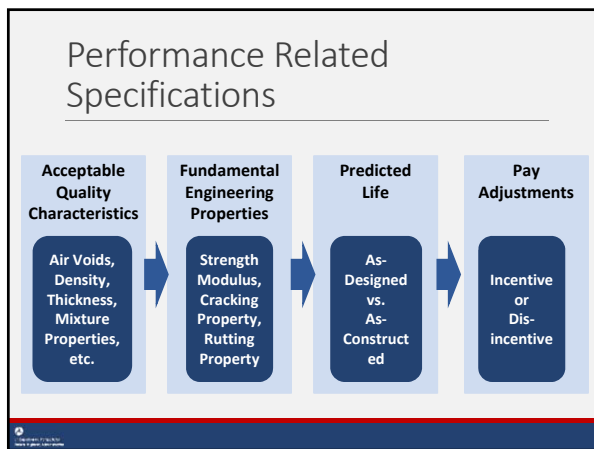 Performance Related
Specifications
Acceptable
Quality
Characteristics
Air Voids,
Density,
Thickness,
Mixture
Properties,
etc.
Fundamental
Engineering
Properties
Strength
Modulus,
Cracking
Property,
Rutting
Property
Predicted
Life
As-
Designed
vs.
As-
Construct
ed
Pay
Adjustments
Incentive
or
Dis-
incentive